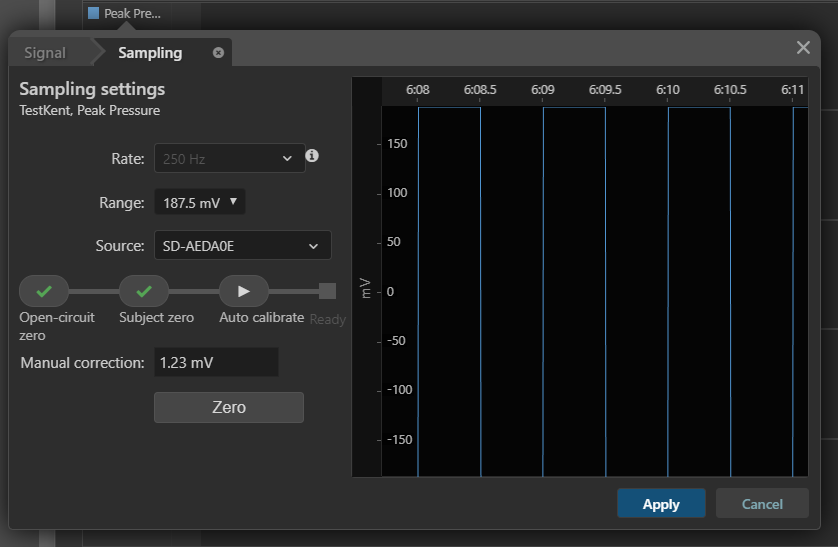 Peak Pre...
Signal
Sampling
Sampling settings
TestKent, Peak Pressure
Rate: 250 Hz
Range: 187.5 mV
Source: SD-AEDA0E
Open-circuit zero
Subject zero
Auto calibrate
Ready
Manual correction: 1.23 mV
Zero
6:08 6:08.5 6:09 6:09.5 6:10 6:10.5 6:11
150
100
50
0
-50
-100
-150
mV
Apply
Cancel